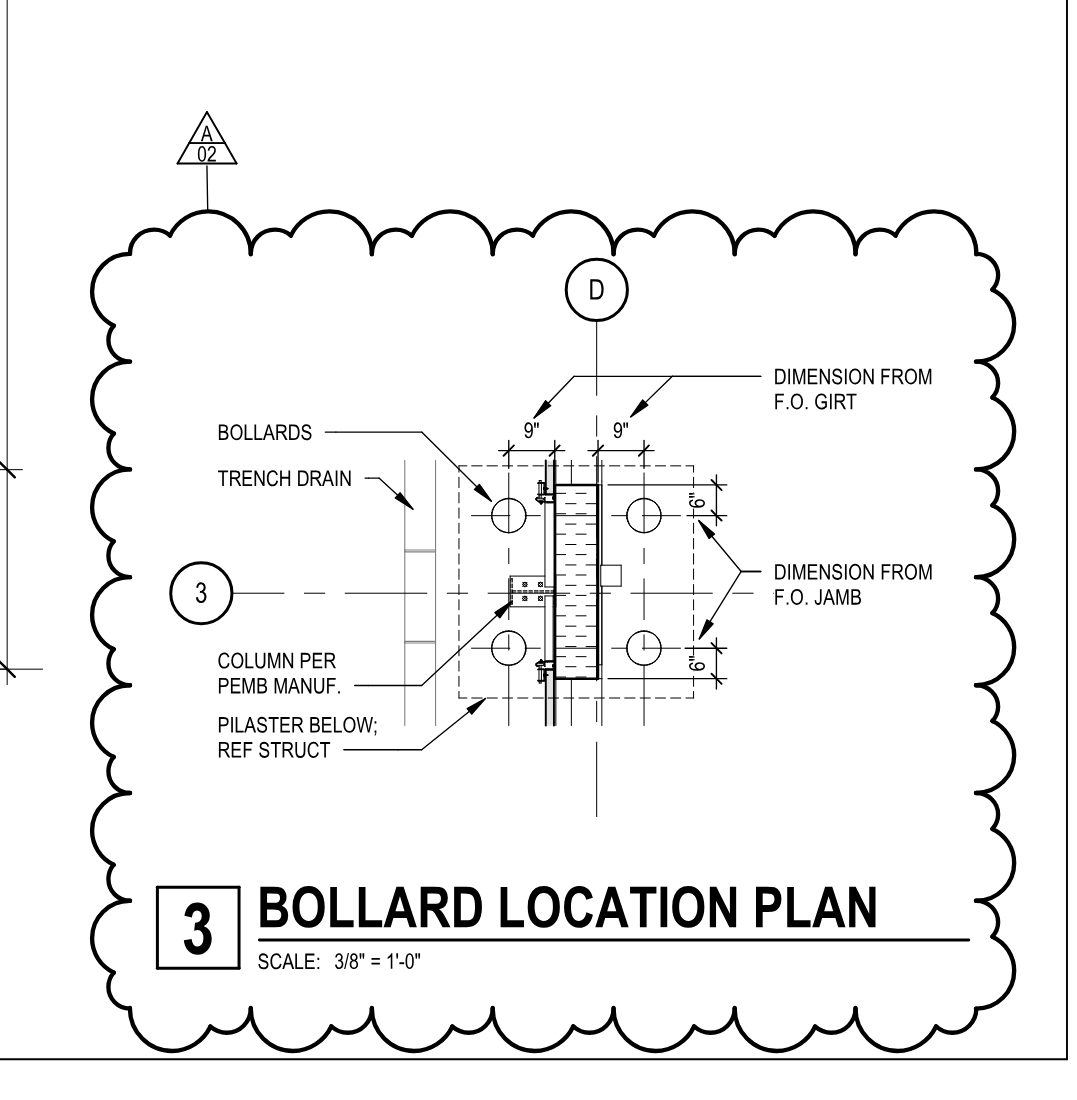 A
02
D
DIMENSION FROM
F.O. GIRT
9"
9"
BOLLARDS
TRENCH DRAIN
6"
3
DIMENSION FROM
F.O. JAMB
COLUMN PER
PEMB MANUF.
6"
PILASTER BELOW;
REF STRUCT
3
BOLLARD LOCATION PLAN
SCALE: 3/8" = 1'-0"